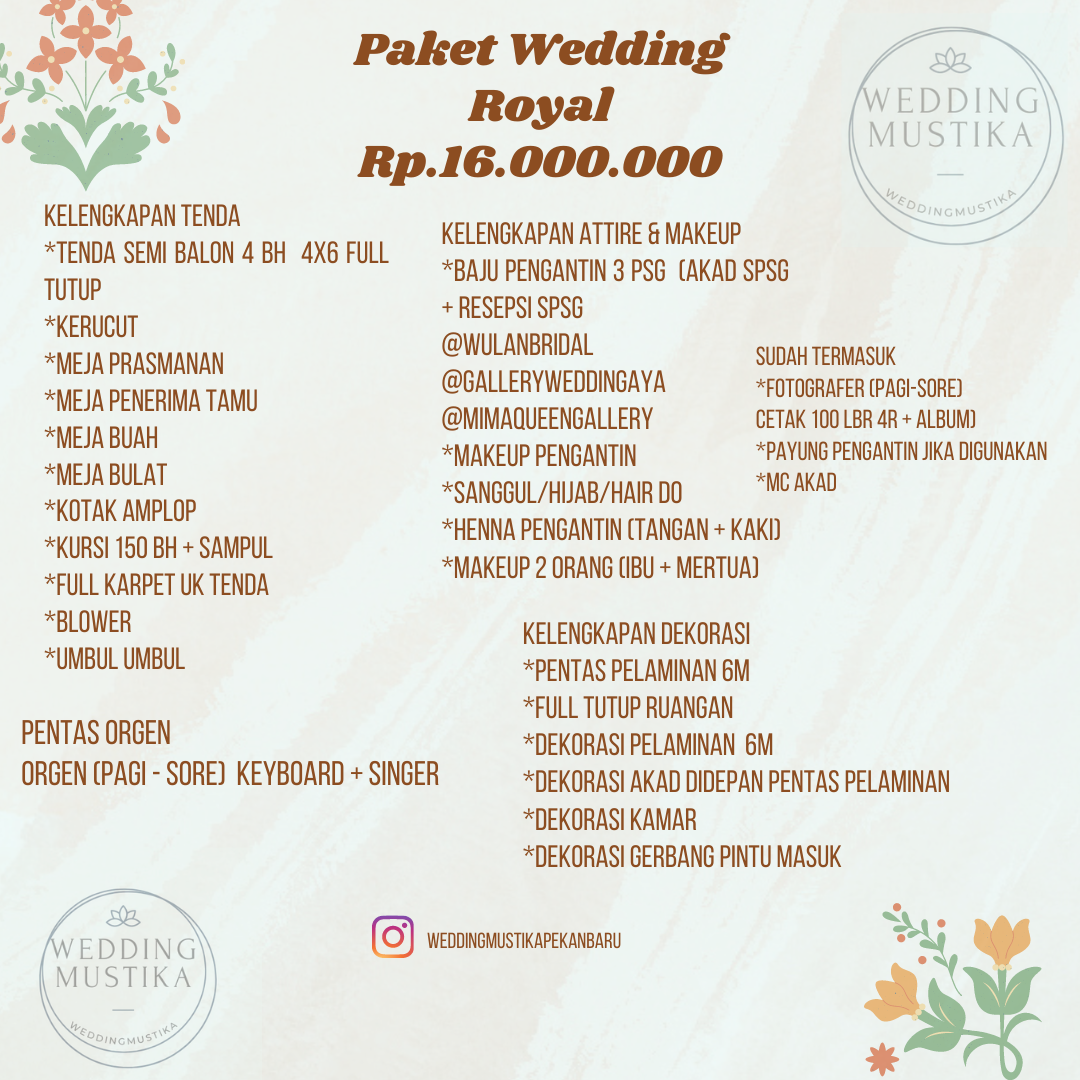 Paket Wedding
Royal
Rp.16.000.000
WEDDING
MUSTIKA
WEDDINGMUSTIKA
KELENGKAPAN TENDA
*TENDA SEMI BALON 4 BH 4X6 FULL
TUTUP
*KERUCUT
*MEJA PRASMANAN
*MEJA PENERIMA TAMU
*MEJA BUAH
*MEJA BULAT
*KOTAK AMPLOP
*KURSI 150 BH + SAMPUL
*FULL KARPET UK TENDA
*BLOWER
*UMBUL UMBUL
PENTAS ORGEN
ORGEN (PAGI - SORE) KEYBOARD + SINGER
KELENGKAPAN ATTIRE & MAKEUP
*BAJU PENGANTIN 3 PSG (AKAD SPSG
+ RESEPSI SPSG
@WULANBRIDAL
@GALLERYWEDDINGAYA
@MIMAQUEENGALLERY
*MAKEUP PENGANTIN
*SANGGUL/HIJAB/HAIR DO
*HENNA PENGANTIN (TANGAN + KAKI)
*MAKEUP 2 ORANG (IBU + MERTUA)
SUDAH TERMASUK
*FOTOGRAFER (PAGI-SORE)
CETAK 100 LBR 4R + ALBUM)
*PAYUNG PENGANTIN JIKA DIGUNAKAN
*MC AKAD
KELENGKAPAN DEKORASI
*PENTAS PELAMINAN 6M
*FULL TUTUP RUANGAN
*DEKORASI PELAMINAN 6M
*DEKORASI AKAD DIDEPAN PENTAS PELAMINAN
*DEKORASI KAMAR
*DEKORASI GERBANG PINTU MASUK
WEDDING
MUSTIKA
WEDDINGMUSTIKA
WEDDINGMUSTIKAPEKANBARU